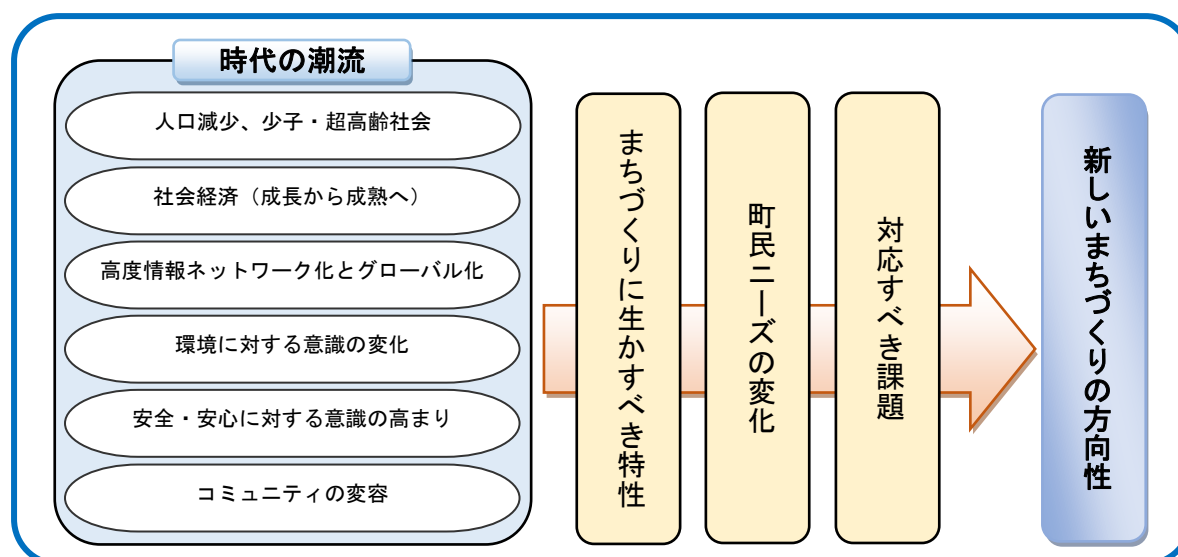 時代の潮流
人口減少、少子・超高齢社会
社会経済（成長から成熟へ）
高度情報ネットワーク化とグローバル化
環境に対する意識の変化
安全・安心に対する意識の高まり
コミュニティの変容
まちづくりに生かすべき特性
町民ニーズの変化
対応すべき課題
新しいまちづくりの方向性